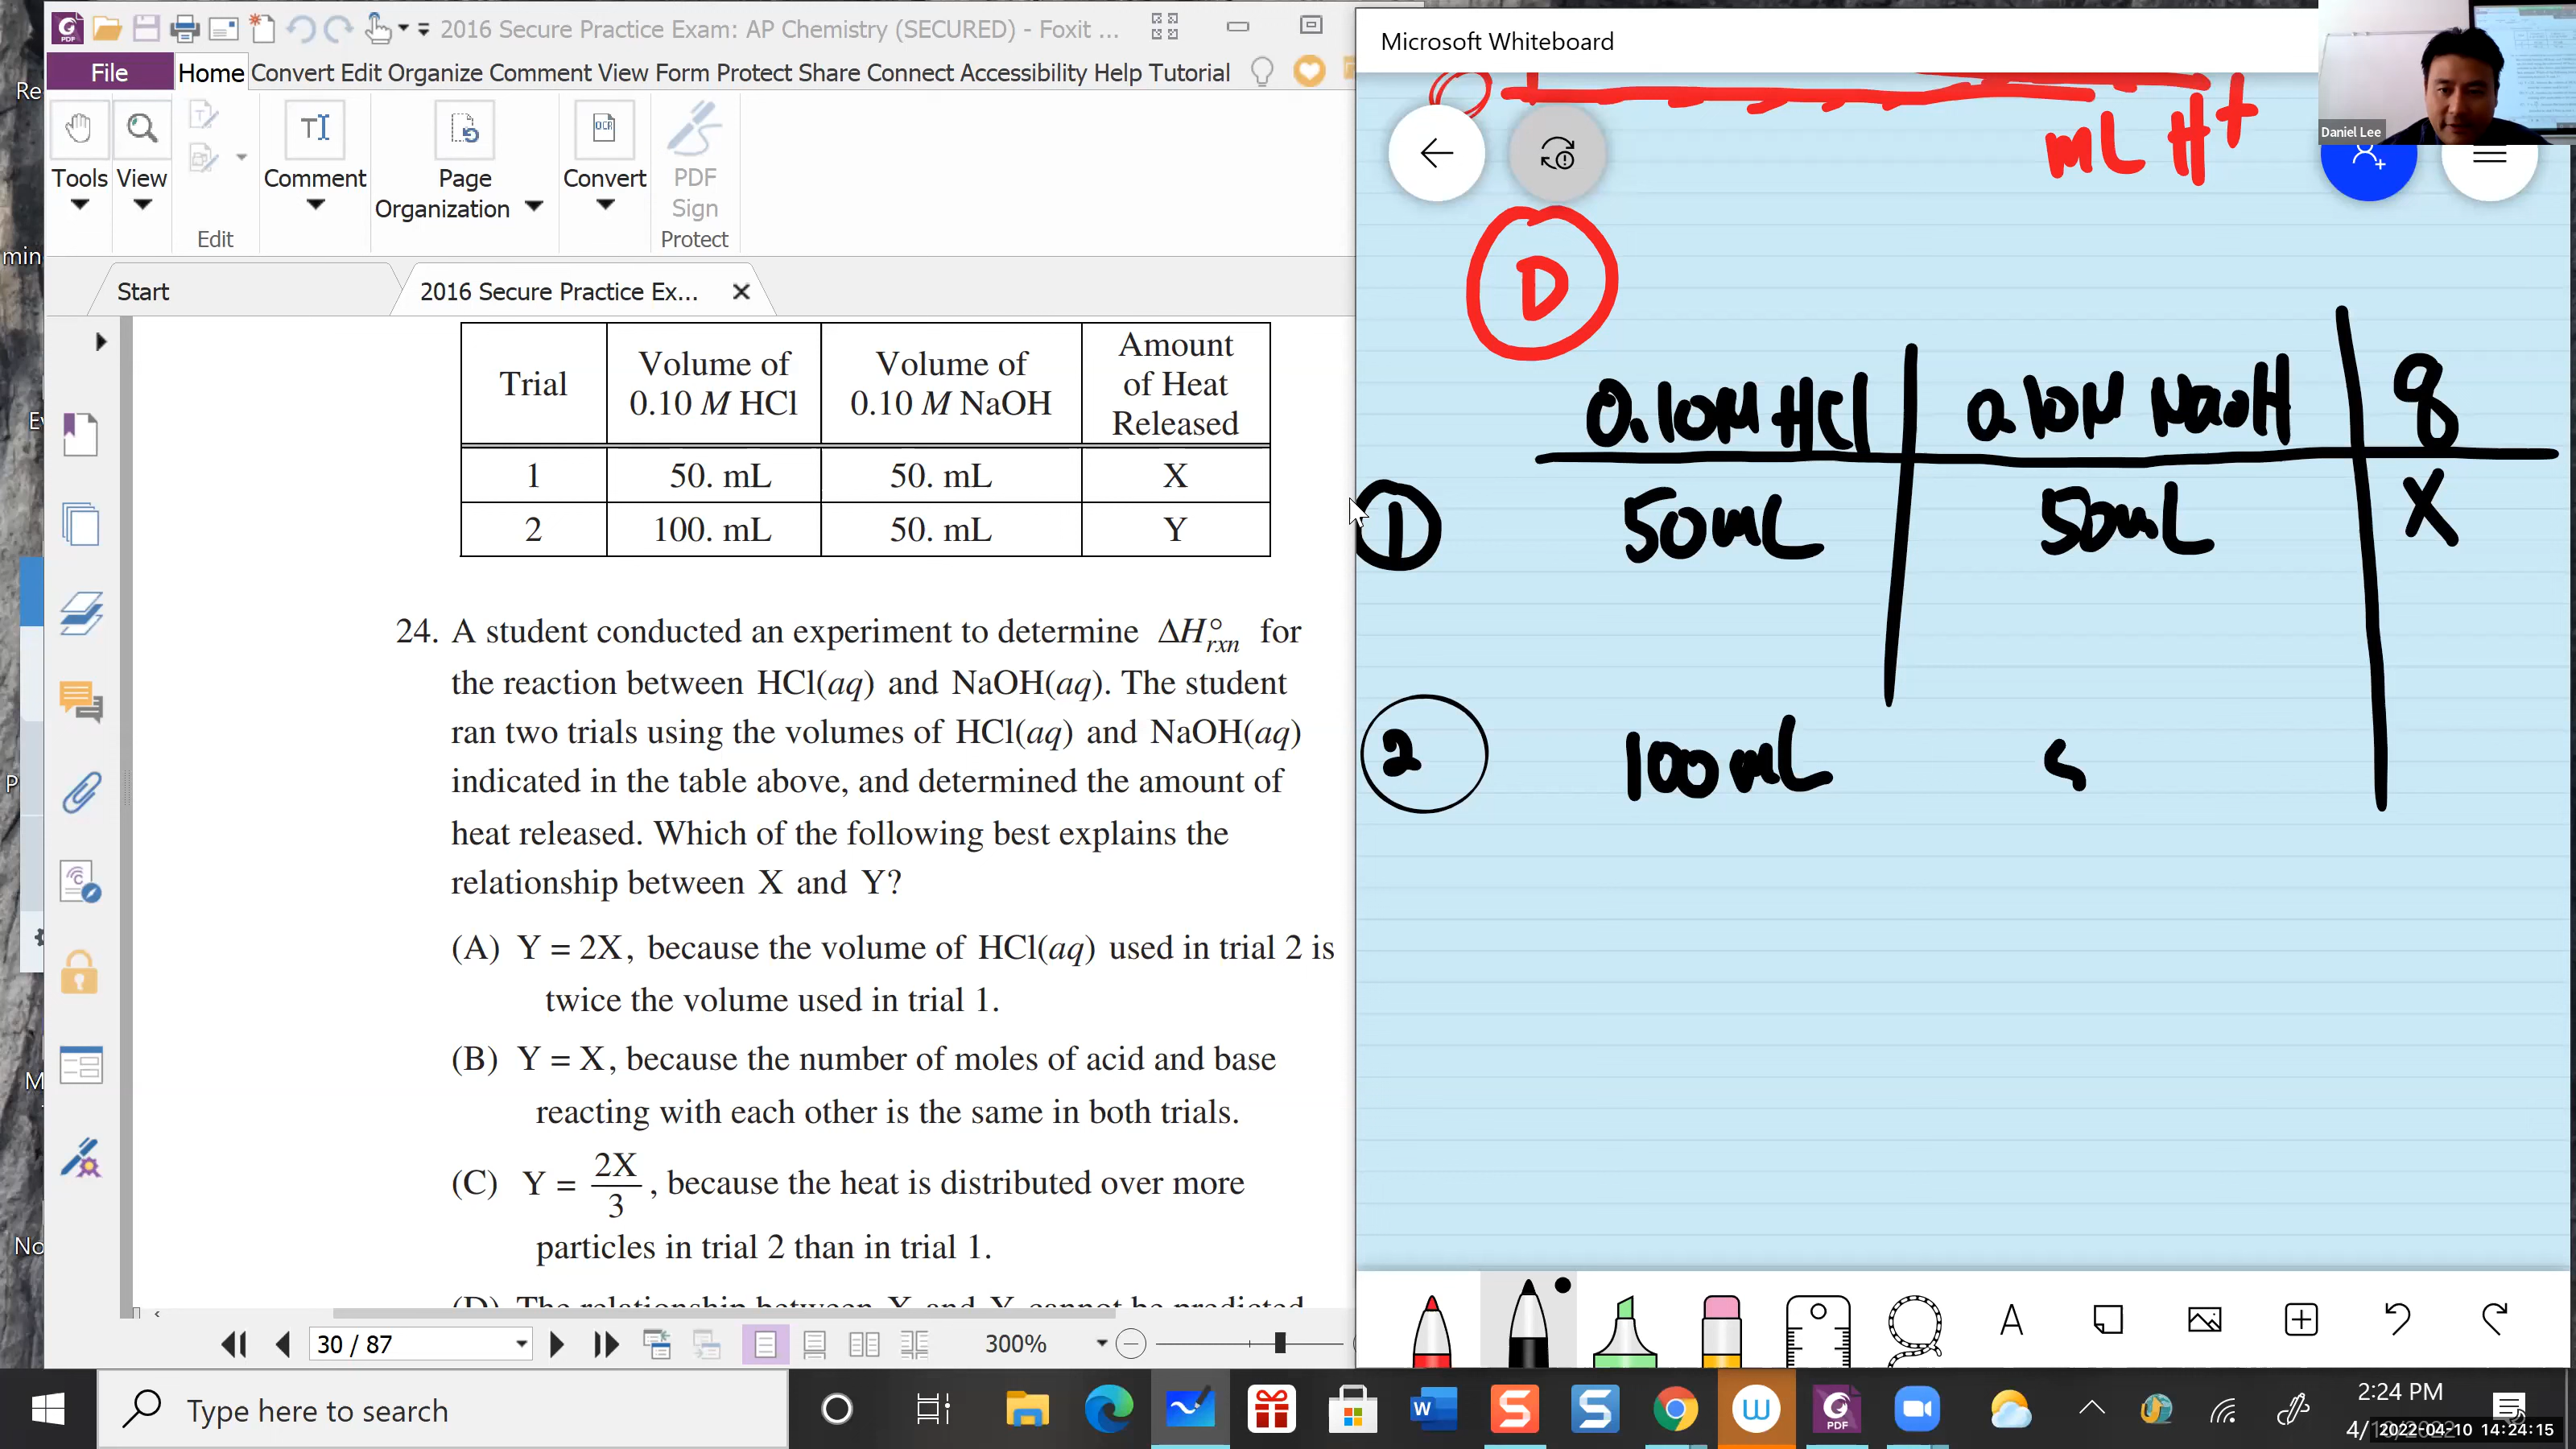 2016 Secure Practice Exam: AP Chemistry (SECURED) - Foxit ...
File Home Convert Edit Organize Comment View Form Protect Share Connect Accessibility Help Tutorial
Tools View Comment Page Organization Convert PDF Sign
Edit Protect
Start 2016 Secure Practice Ex...
Trial Volume of 0.10 M HCl Volume of 0.10 M NaOH Amount of Heat Released
1 50. mL 50. mL X
2 100. mL 50. mL Y
24. A student conducted an experiment to determine ΔH°rxn for
the reaction between HCl(aq) and NaOH(aq). The student
ran two trials using the volumes of HCl(aq) and NaOH(aq)
indicated in the table above, and determined the amount of
heat released. Which of the following best explains the
relationship between X and Y?
(A) Y = 2X, because the volume of HCl(aq) used in trial 2 is
twice the volume used in trial 1.
(B) Y = X, because the number of moles of acid and base
reacting with each other is the same in both trials.
(C) Y = 2X/3, because the heat is distributed over more
particles in trial 2 than in trial 1.
(D) The relationship between X and Y cannot be predicted
30 / 87
300%
Microsoft Whiteboard
Daniel Lee
mL H+
D
0.10M HCl 0.10M NaOH q
1 50mL 50mL X
2 100mL 5
Type here to search
2:24 PM
2022-04-10 14:24:15